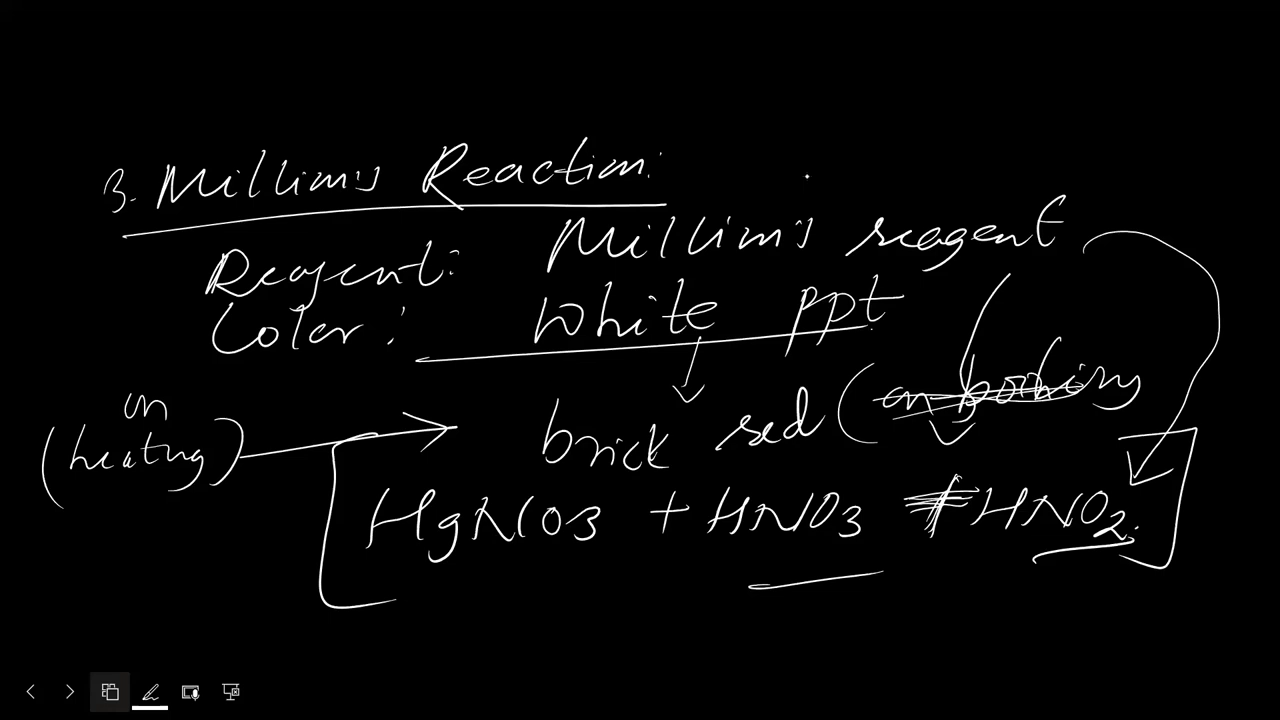 3. Millim's Reaction:
Reagent: Millim's reagent
Color: White ppt
on
(heating)
brick red (on boiling
HgNO3 + HNO3 + HNO2.